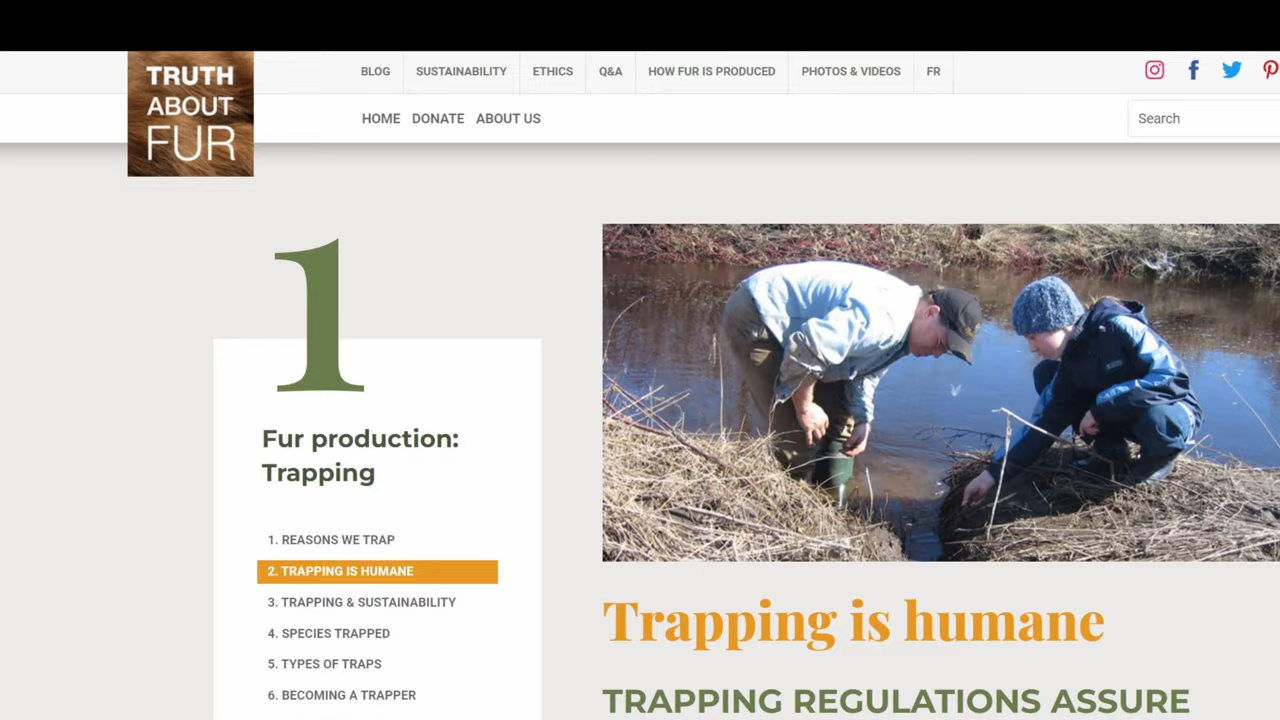 TRUTH
ABOUT
FUR
BLOG SUSTAINABILITY ETHICS Q&A HOW FUR IS PRODUCED PHOTOS & VIDEOS FR
HOME DONATE ABOUT US
Search
1
Fur production:
Trapping
1. REASONS WE TRAP
2. TRAPPING IS HUMANE
3. TRAPPING & SUSTAINABILITY
4. SPECIES TRAPPED
5. TYPES OF TRAPS
6. BECOMING A TRAPPER
Trapping is humane
TRAPPING REGULATIONS ASSURE